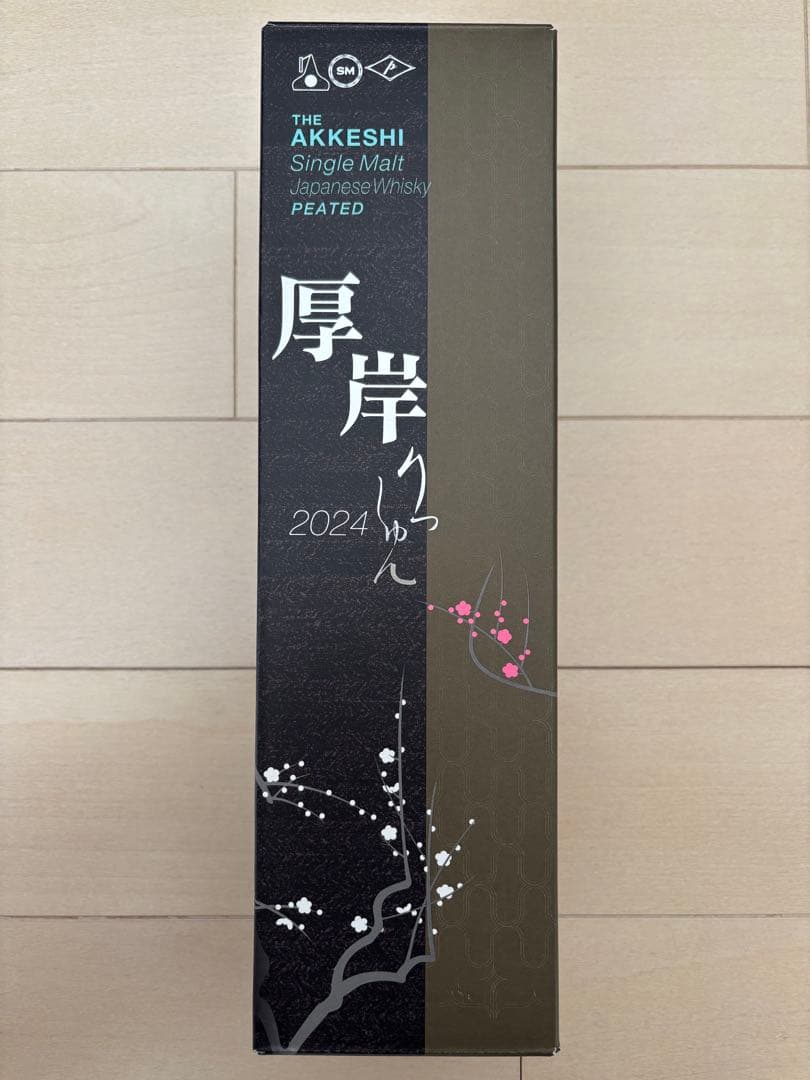 SM
p
THE
AKKESHI
Single Malt
Japanese Whisky
PEATED
厚岸
りっしゅん
2024